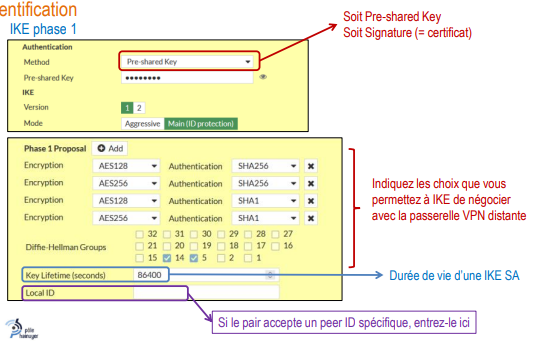 entification
IKE phase 1
Soit Pre-shared Key
Soit Signature (= certificat)
Authentication
Method Pre-shared Key
Pre-shared Key ••••••••
IKE
Version 1 2
Mode Aggressive Main (ID protection)
Phase 1 Proposal Add
Encryption AES128 Authentication SHA256
Encryption AES256 Authentication SHA256
Encryption AES128 Authentication SHA1
Encryption AES256 Authentication SHA1
32 31 30 29 28 27
Diffie-Hellman Groups 21 20 19 18 17 16
15 14 5 2 1
Key Lifetime (seconds) 86400
Local ID
Indiquez les choix que vous
permettez à IKE de négocier
avec la passerelle VPN distante
Durée de vie d'une IKE SA
Si le pair accepte un peer ID spécifique, entrez-le ici
pôle
hainuyer